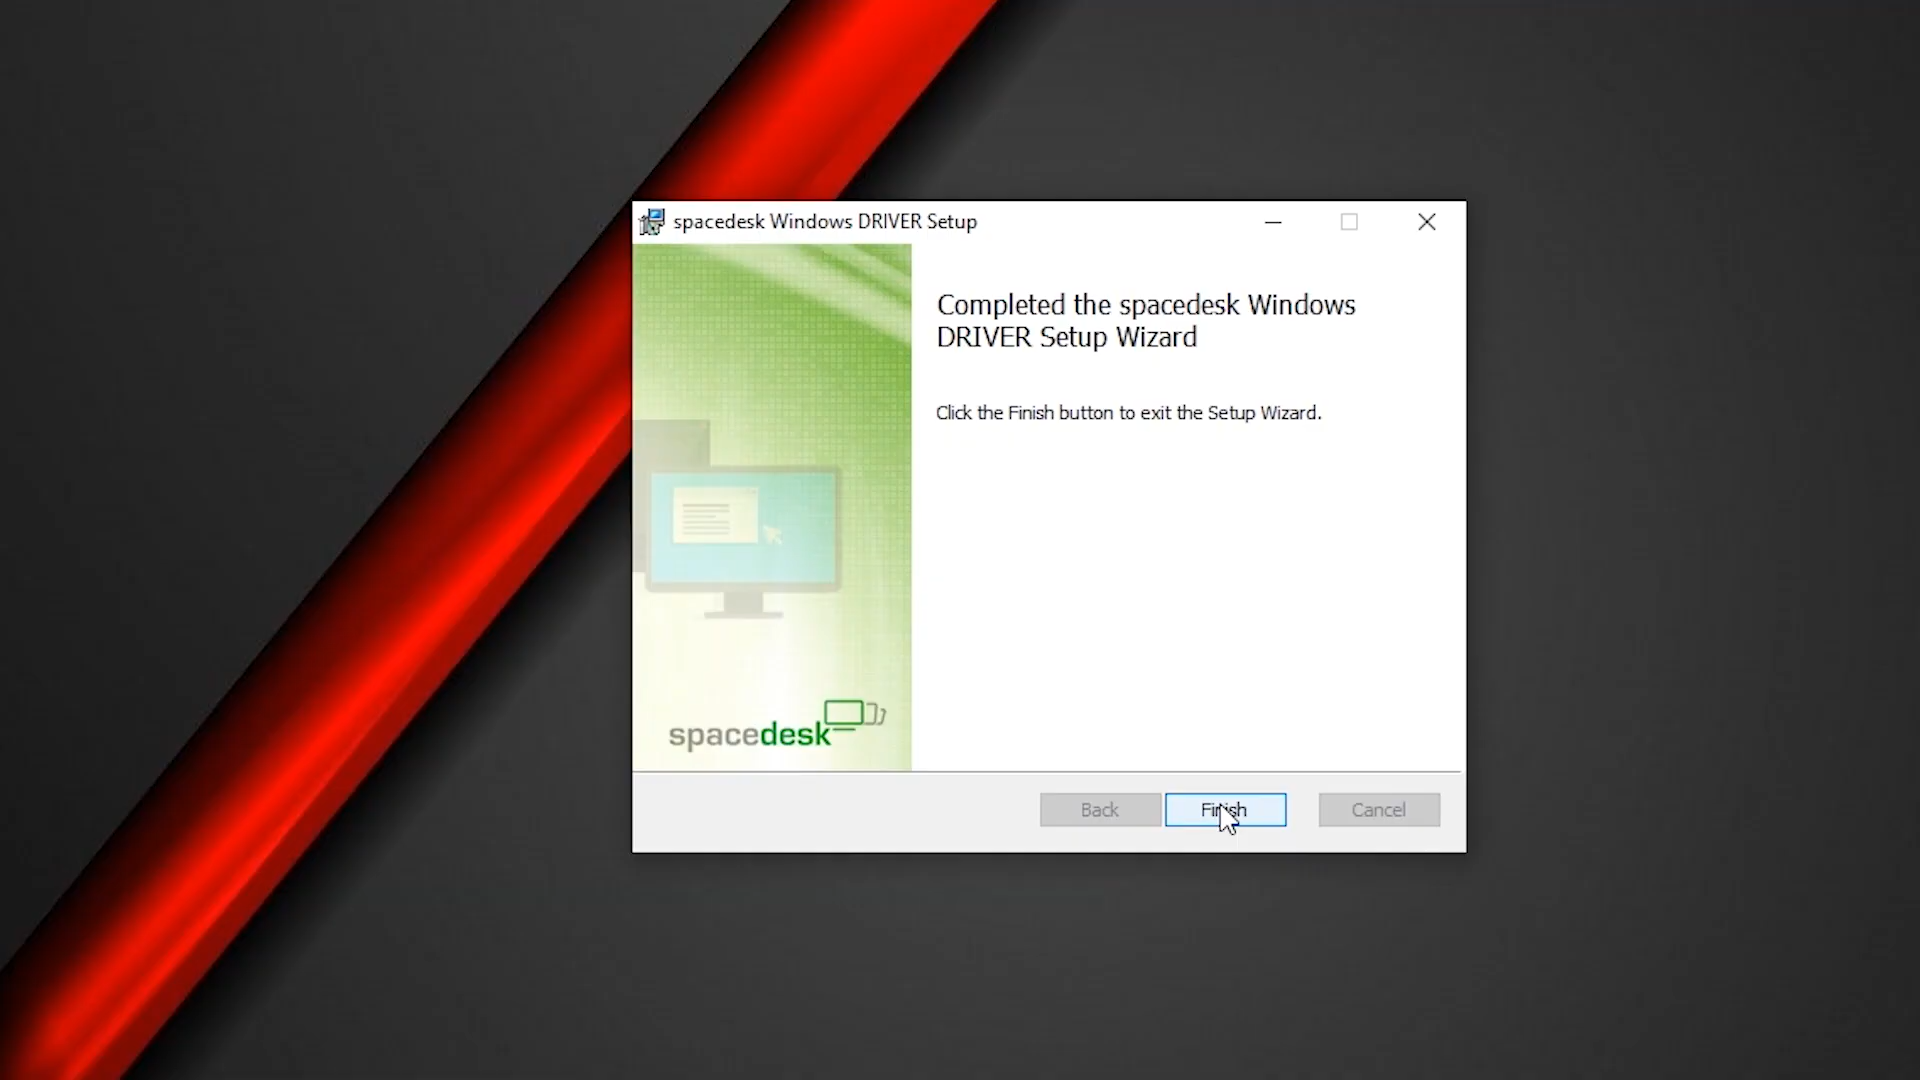 spacedesk Windows DRIVER Setup
Completed the spacedesk Windows
DRIVER Setup Wizard
Click the Finish button to exit the Setup Wizard.
spacedesk
Back
Finish
Cancel